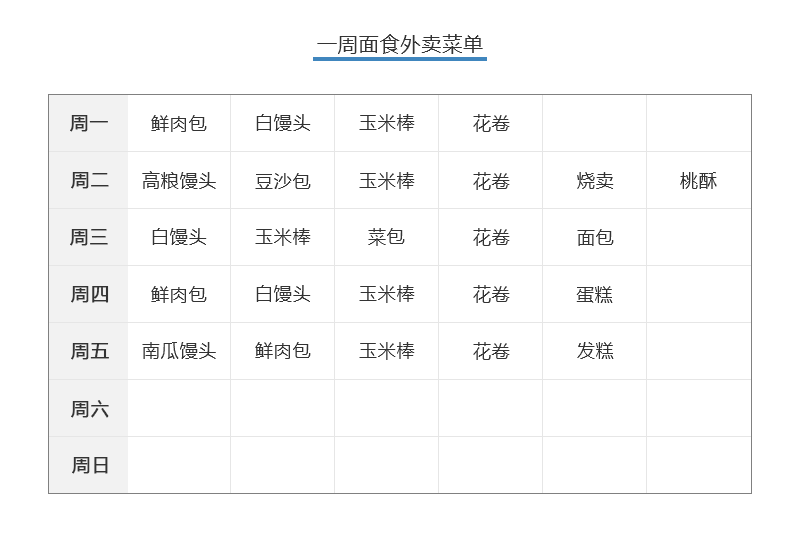 一周面食外卖菜单
周一 鲜肉包 白馒头 玉米棒 花卷
周二 高粮馒头 豆沙包 玉米棒 花卷 烧卖 桃酥
周三 白馒头 玉米棒 菜包 花卷 面包
周四 鲜肉包 白馒头 玉米棒 花卷 蛋糕
周五 南瓜馒头 鲜肉包 玉米棒 花卷 发糕
周六
周日